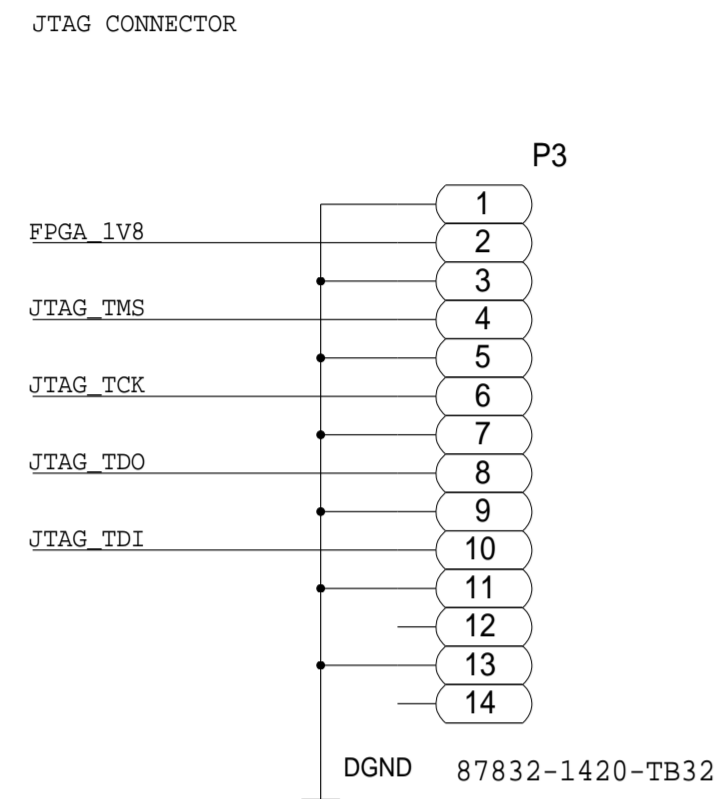 JTAG CONNECTOR
P3
1
FPGA_1V8
2
3
JTAG_TMS
4
5
JTAG_TCK
6
7
JTAG_TDO
8
9
JTAG_TDI
10
11
12
13
14
DGND 87832-1420-TB32